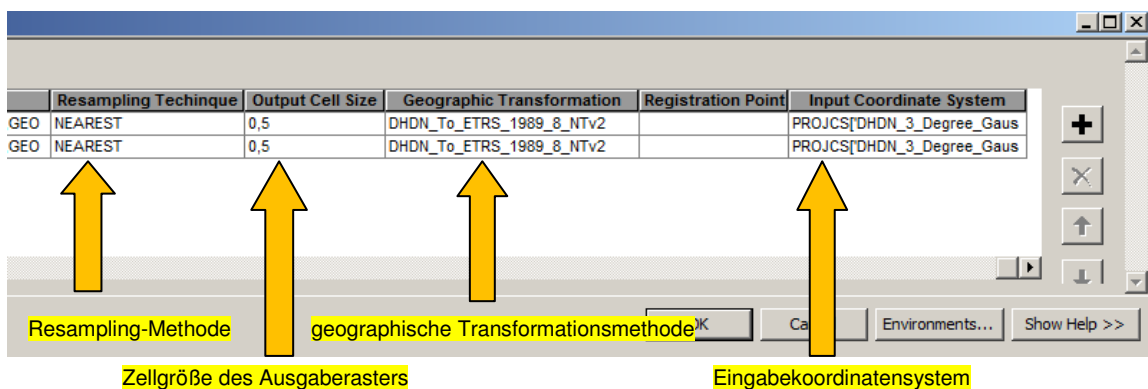 Resampling Techinque Output Cell Size Geographic Transformation Registration Point Input Coordinate System
GEO NEAREST 0,5 DHDN_To_ETRS_1989_8_NTv2 PROJCS['DHDN_3_Degree_Gaus
GEO NEAREST 0,5 DHDN_To_ETRS_1989_8_NTv2 PROJCS['DHDN_3_Degree_Gaus
Resampling-Methode geographische Transformationsmethode Environments... Show Help >>
Zellgröße des Ausgaberasters Eingabekoordinatensystem